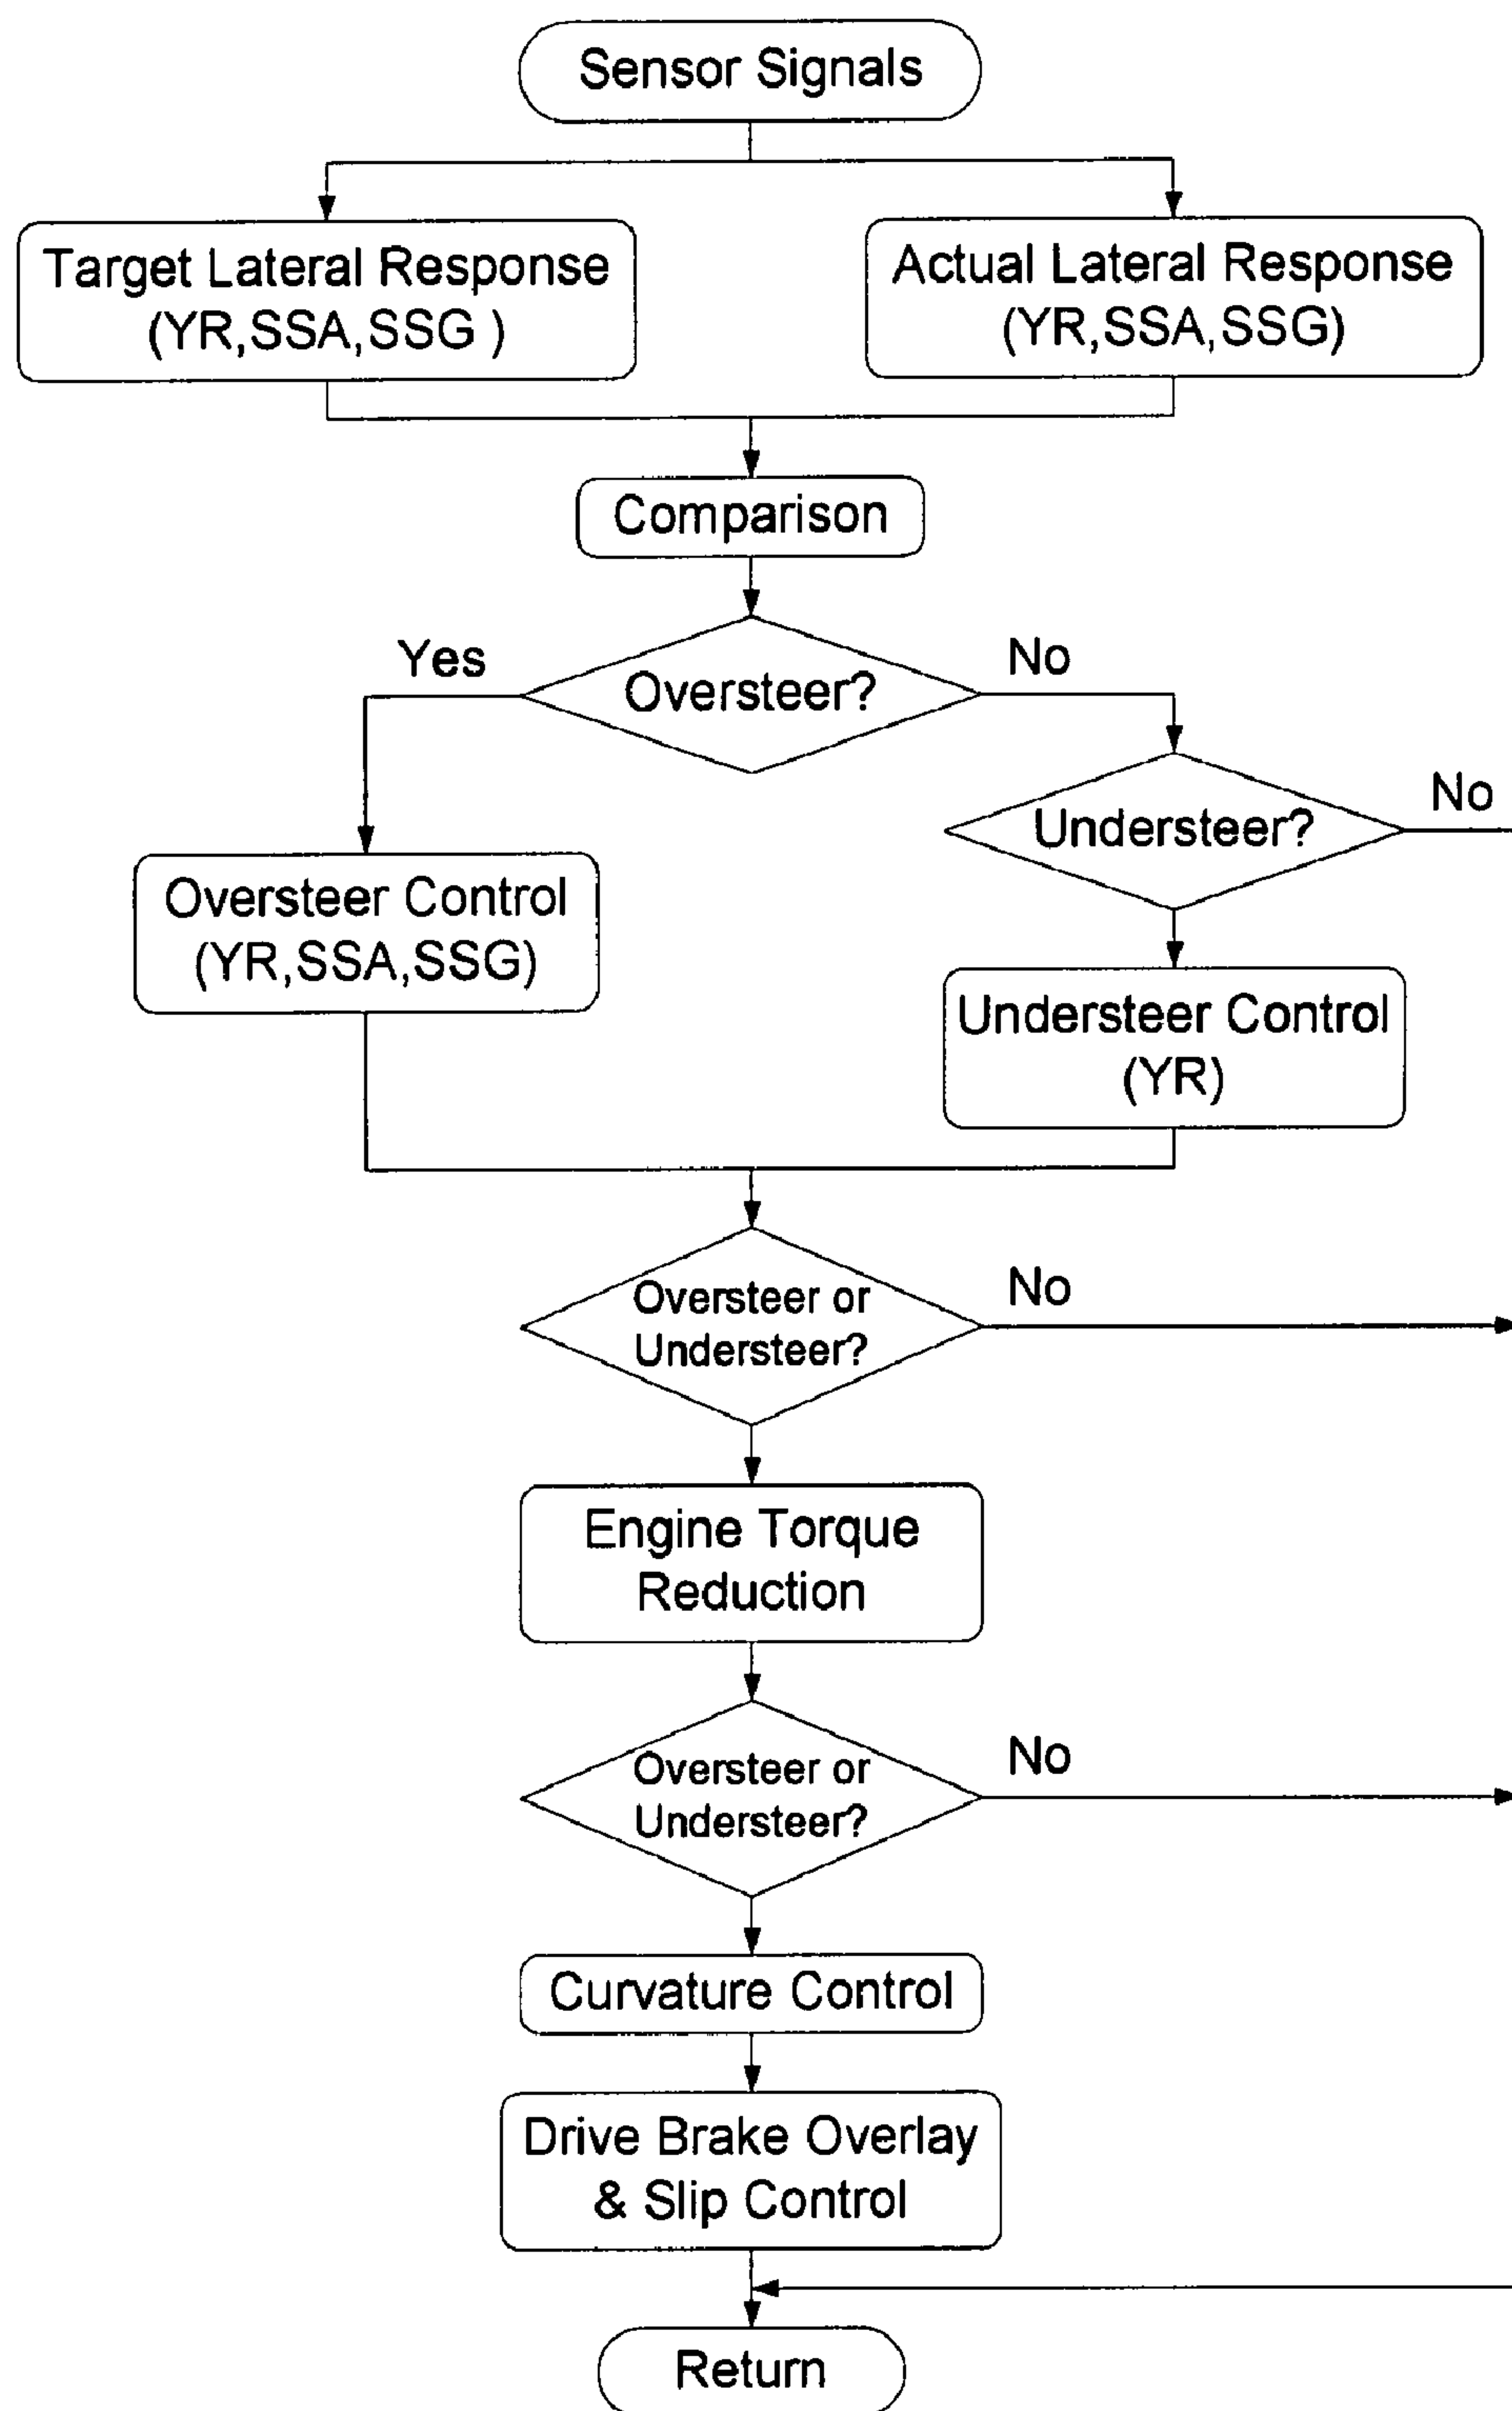 Sensor Signals
Target Lateral Response
(YR,SSA,SSG )
Actual Lateral Response
(YR,SSA,SSG)
Comparison
Yes
Oversteer?
No
Understeer?
No
Oversteer Control
(YR,SSA,SSG)
Understeer Control
(YR)
Oversteer or
Understeer?
No
Engine Torque
Reduction
Oversteer or
Understeer?
No
Curvature Control
Drive Brake Overlay
& Slip Control
Return